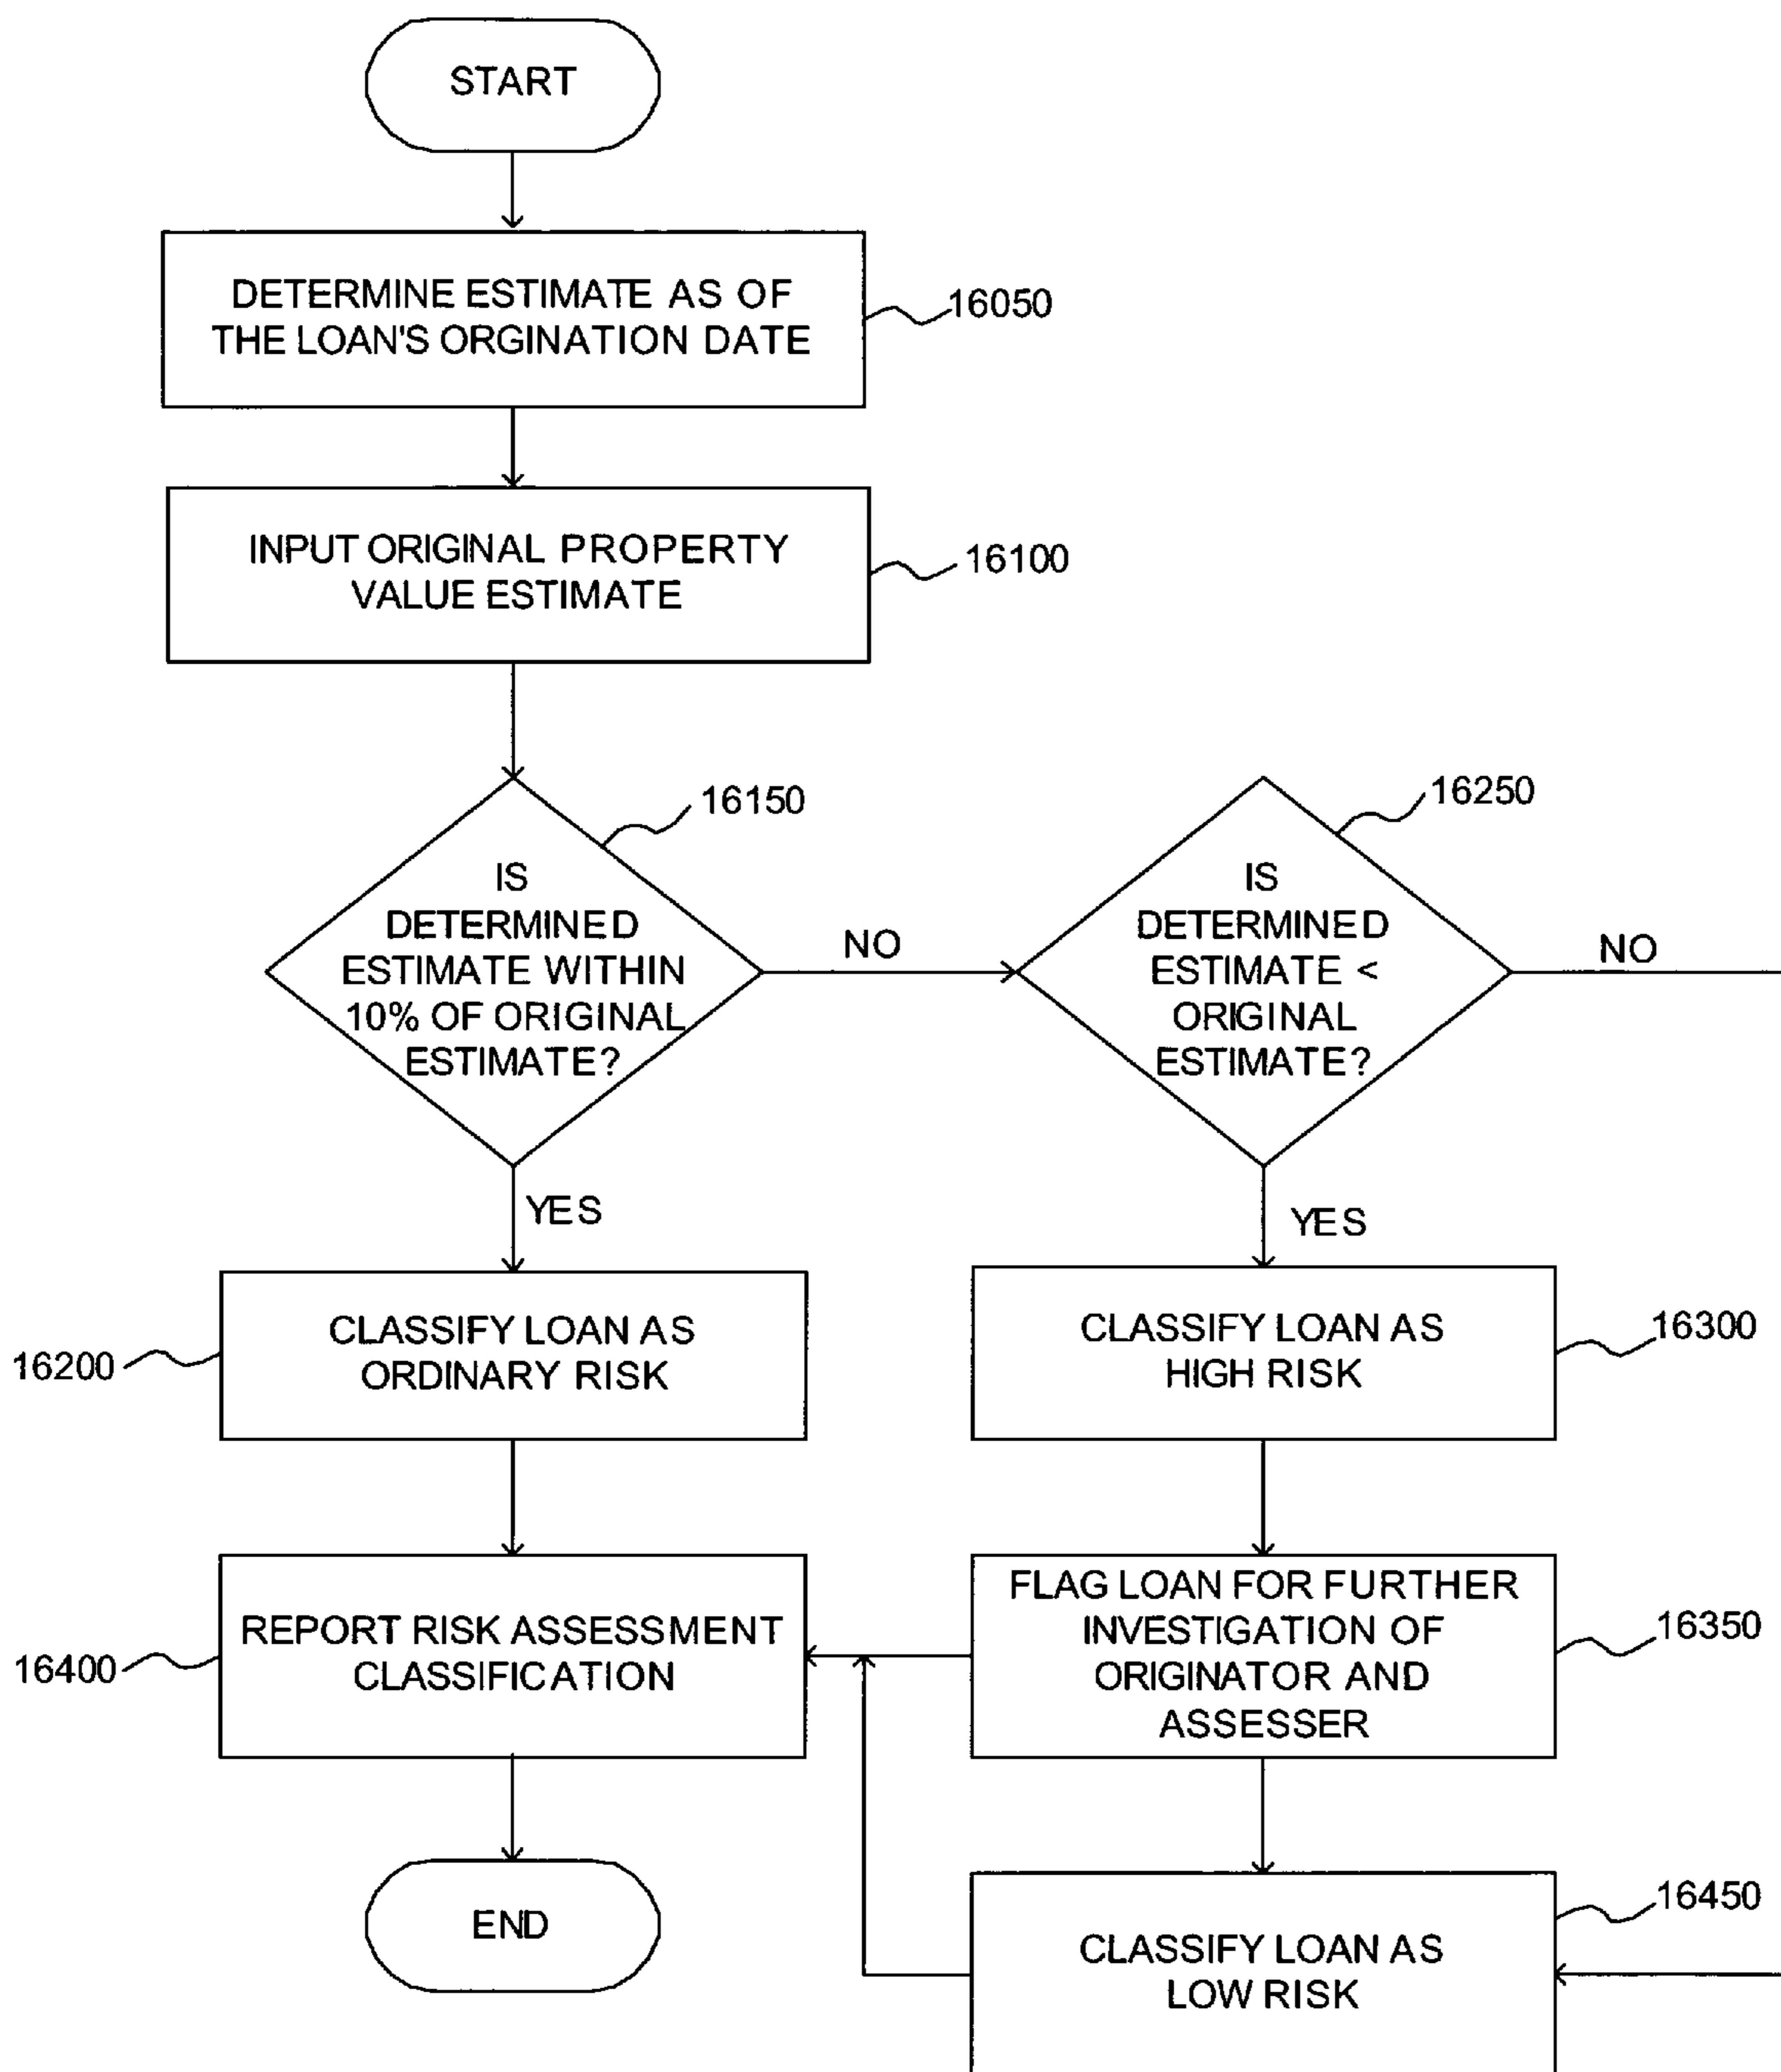 START
DETERMINE ESTIMATE AS OF
THE LOAN'S ORGINATION DATE
16050
INPUT ORIGINAL PROPERTY
VALUE ESTIMATE
16100
16150
IS
DETERMINED
ESTIMATE WITHIN
10% OF ORIGINAL
ESTIMATE?
NO
16250
IS
DETERMINED
ESTIMATE <
ORIGINAL
ESTIMATE?
NO
YES
YES
16200
CLASSIFY LOAN AS
ORDINARY RISK
CLASSIFY LOAN AS
HIGH RISK
16300
16400
REPORT RISK ASSESSMENT
CLASSIFICATION
FLAG LOAN FOR FURTHER
INVESTIGATION OF
ORIGINATOR AND
ASSESSER
16350
END
CLASSIFY LOAN AS
LOW RISK
16450